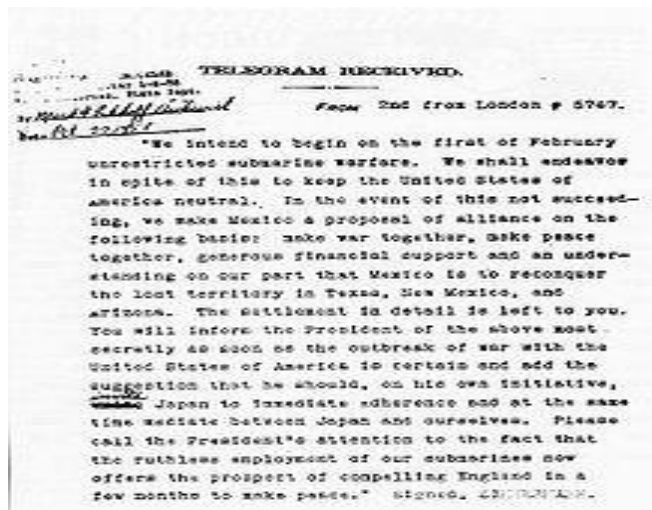 TELEGRAM RECEIVED.
FROM 2nd from London # 5747.
"We intend to begin on the first of February
unrestricted submarine warfare. We shall endeavor
in spite of this to keep the United States of
America neutral. In the event of this not succeed-
ing, we make Mexico a proposal of alliance on the
following basis: make war together, make peace
together, generous financial support and an under-
standing on our part that Mexico is to reconquer
the lost territory in Texas, New Mexico, and
Arizona. The settlement in detail is left to you.
You will inform the President of the above most
secretly as soon as the outbreak of war with the
United States of America is certain and add the
suggestion that he should, on his own initiative,
Japan to immediate adherence and at the same
time mediate between Japan and ourselves. Please
call the President's attention to the fact that
the ruthless employment of our submarines now
offers the prospect of compelling England in a
few months to make peace." Signed,